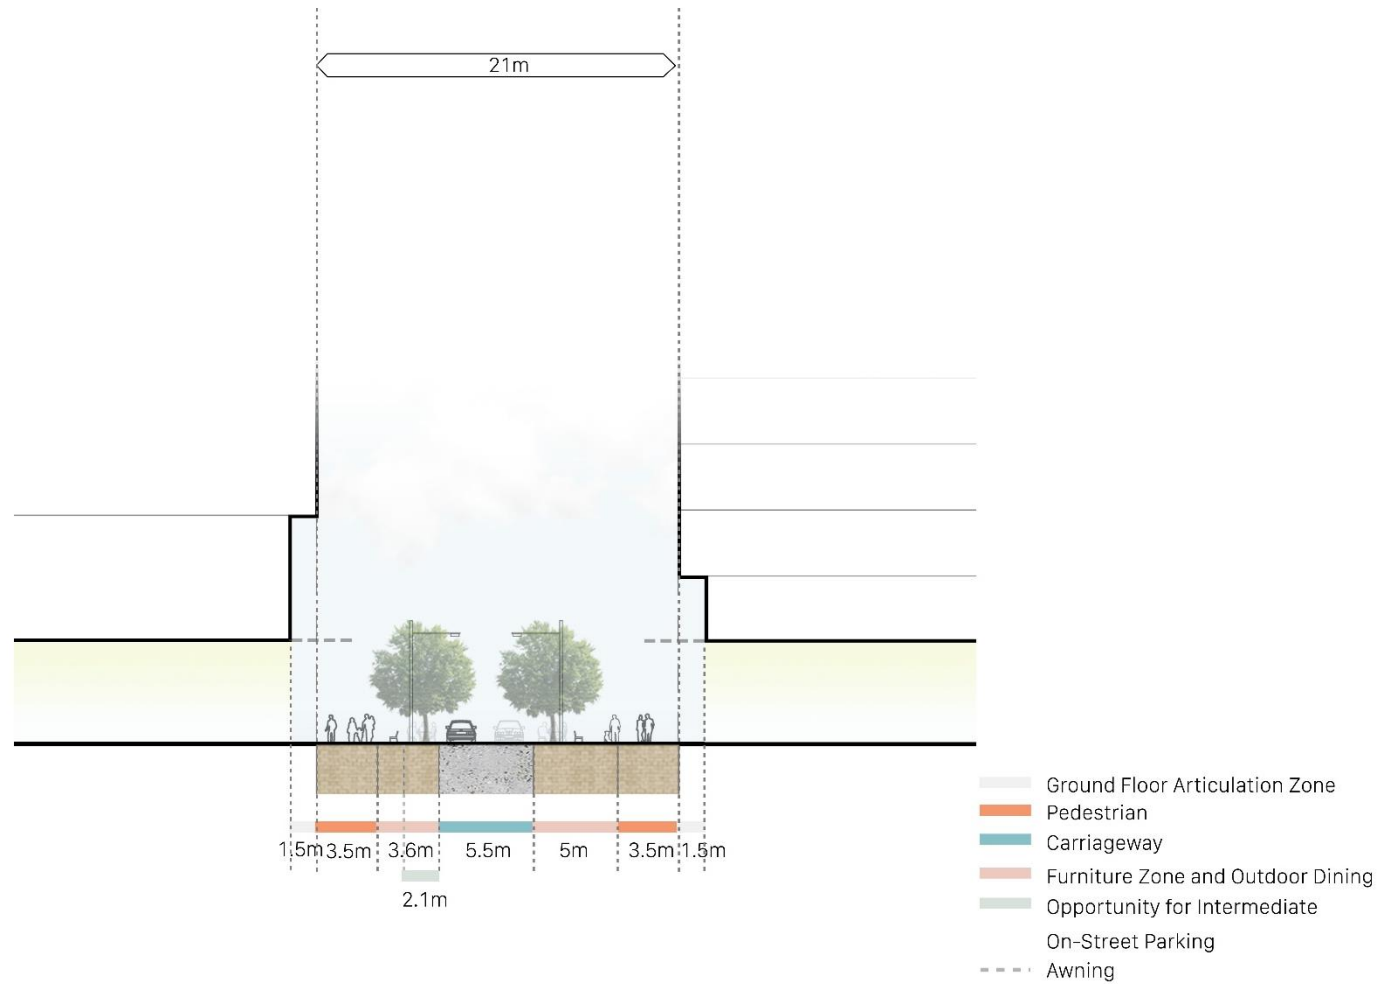 21m
1.5m 3.5m 3.6m 5.5m 5m 3.5m 1.5m
2.1m
Ground Floor Articulation Zone
Pedestrian
Carriageway
Furniture Zone and Outdoor Dining
Opportunity for Intermediate
On-Street Parking
Awning